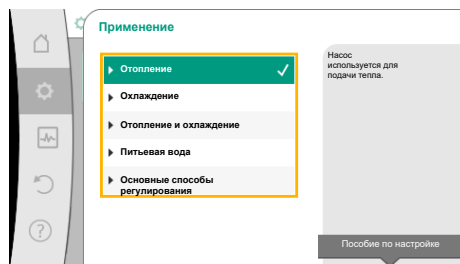 Применение
Отопление
Охлаждение
Отопление и охлаждение
Питьевая вода
Основные способы
регулирования
Насос
используется для
подачи тепла.
Пособие по настройке